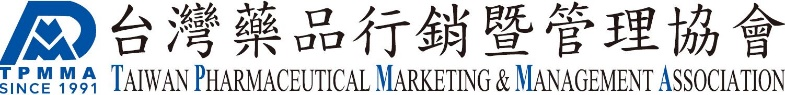 台灣藥品行銷暨管理協會
TPMMA
SINCE 1991
TAIWAN PHARMACEUTICAL MARKETING & MANAGEMENT ASSOCIATION